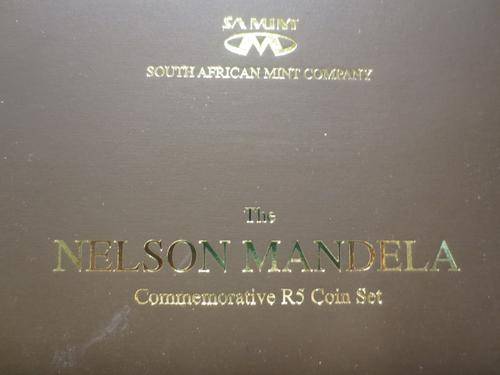 SA MINT
SOUTH AFRICAN MINT COMPANY
The
NELSON MANDELA
Commemorative R5 Coin Set